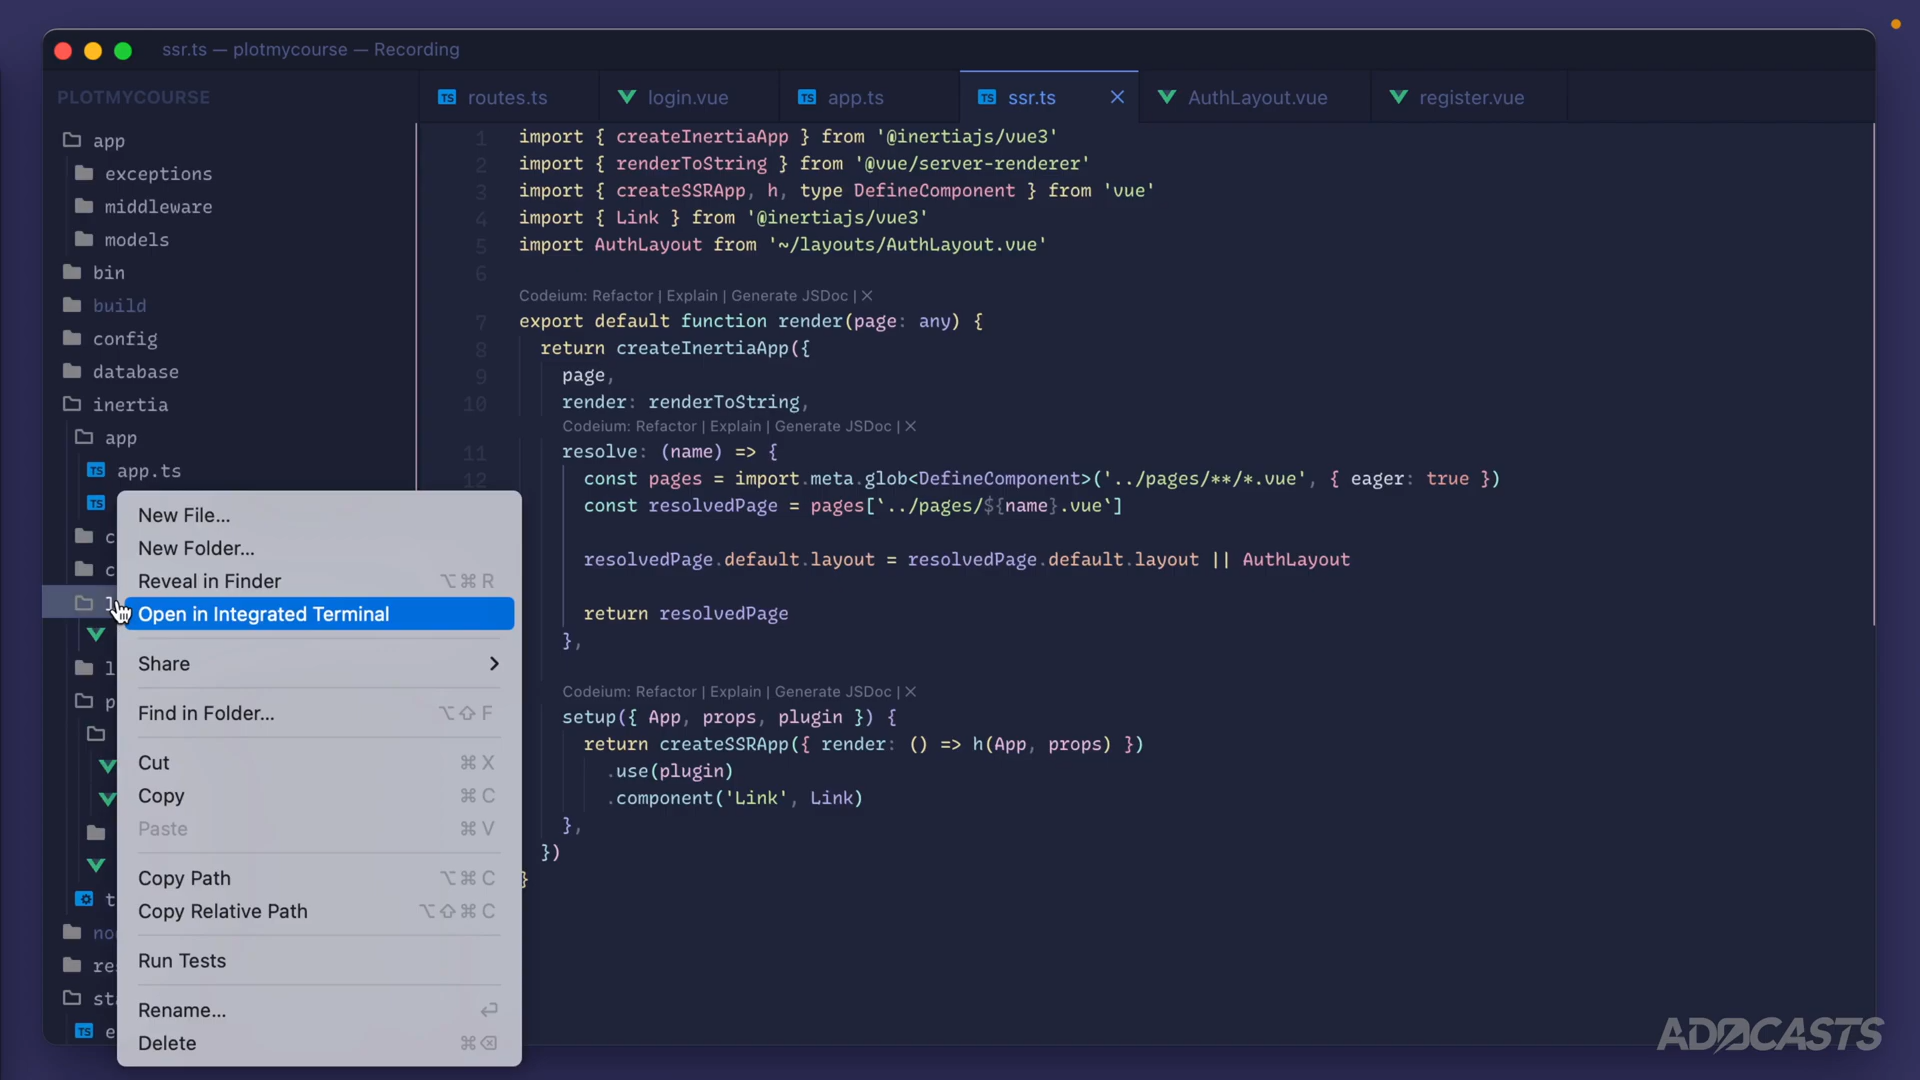 ssr.ts — plotmycourse — Recording
PLOTMYCOURSE
app
exceptions
middleware
models
bin
build
config
database
inertia
app
app.ts
c
c
l
p
t
no
res
sta
e
New File...
New Folder...
Reveal in Finder ⌥⌘R
Open in Integrated Terminal
Share
Find in Folder... ⌥⇧F
Cut ⌘X
Copy ⌘C
Paste ⌘V
Copy Path ⌥⌘C
Copy Relative Path ⌥⇧⌘C
Run Tests
Rename... ⏎
Delete ⌘⌫
routes.ts login.vue app.ts ssr.ts AuthLayout.vue register.vue
1 import { createInertiaApp } from '@inertiajs/vue3'
2 import { renderToString } from '@vue/server-renderer'
3 import { createSSRApp, h, type DefineComponent } from 'vue'
4 import { Link } from '@inertiajs/vue3'
5 import AuthLayout from '~/layouts/AuthLayout.vue'
6
Codeium: Refactor | Explain | Generate JSDoc | ×
7 export default function render(page: any) {
8 return createInertiaApp({
9 page,
10 render: renderToString,
Codeium: Refactor | Explain | Generate JSDoc | ×
11 resolve: (name) => {
12 const pages = import.meta.glob<DefineComponent>('../pages/**/*.vue', { eager: true })
const resolvedPage = pages[`../pages/${name}.vue`]
resolvedPage.default.layout = resolvedPage.default.layout || AuthLayout
return resolvedPage
},
Codeium: Refactor | Explain | Generate JSDoc | ×
setup({ App, props, plugin }) {
return createSSRApp({ render: () => h(App, props) })
.use(plugin)
.component('Link', Link)
},
})
}
ADOCASTS